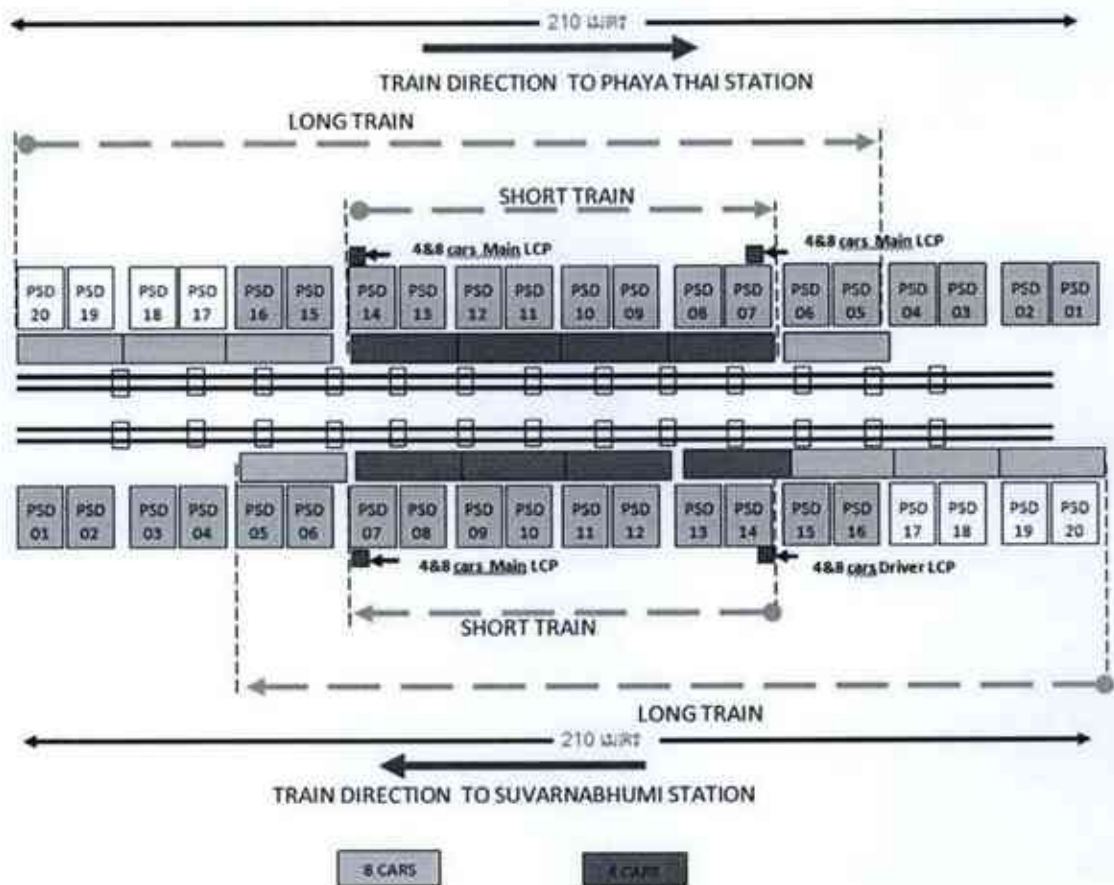 210 เมตร
TRAIN DIRECTION TO PHAYA THAI STATION
LONG TRAIN
SHORT TRAIN
4&8 cars Main LCP
4&8 cars Main LCP
PSD 20 PSD 19 PSD 18 PSD 17 PSD 16 PSD 15 PSD 14 PSD 13 PSD 12 PSD 11 PSD 10 PSD 09 PSD 08 PSD 07 PSD 06 PSD 05 PSD 04 PSD 03 PSD 02 PSD 01
PSD 01 PSD 02 PSD 03 PSD 04 PSD 05 PSD 06 PSD 07 PSD 08 PSD 09 PSD 10 PSD 11 PSD 12 PSD 13 PSD 14 PSD 15 PSD 16 PSD 17 PSD 18 PSD 19 PSD 20
4&8 cars Main LCP
4&8 cars Driver LCP
SHORT TRAIN
LONG TRAIN
210 เมตร
TRAIN DIRECTION TO SUVARNABHUMI STATION
8 CARS
4 CARS